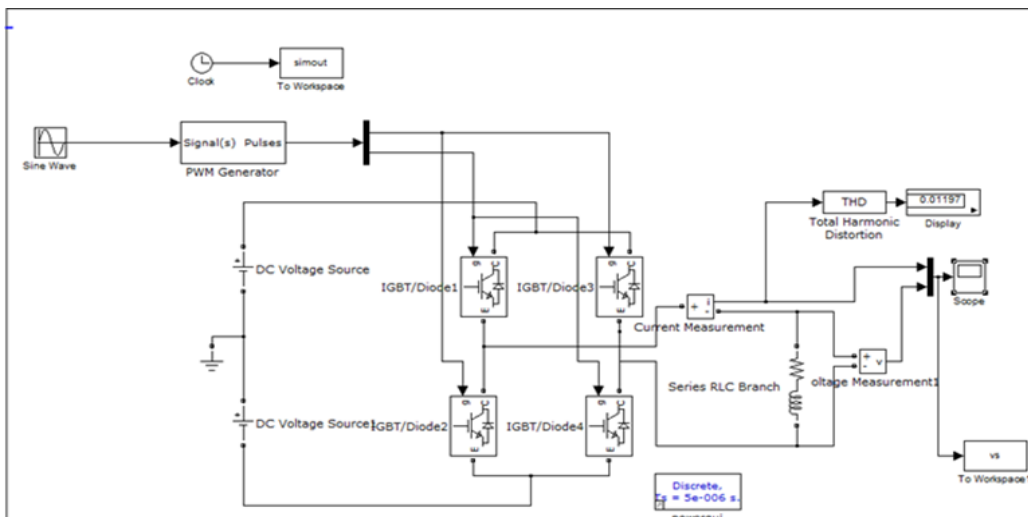 simout
Clock
To Workspace
Signal(s) Pulses
Sine Wave
PWM Generator
THD
0.01197
Total Harmonic
Distortion
Display
DC Voltage Source
g C
E
IGBT/Diode1
g C
E
IGBT/Diode3
+ i
-
Current Measurement
Scope
+ v
-
oltage Measurement1
Series RLC Branch
DC Voltage Source1
g C
E
IGBT/Diode2
g C
E
IGBT/Diode4
vs
To Workspace1
Discrete,
s = 5e-006 s.